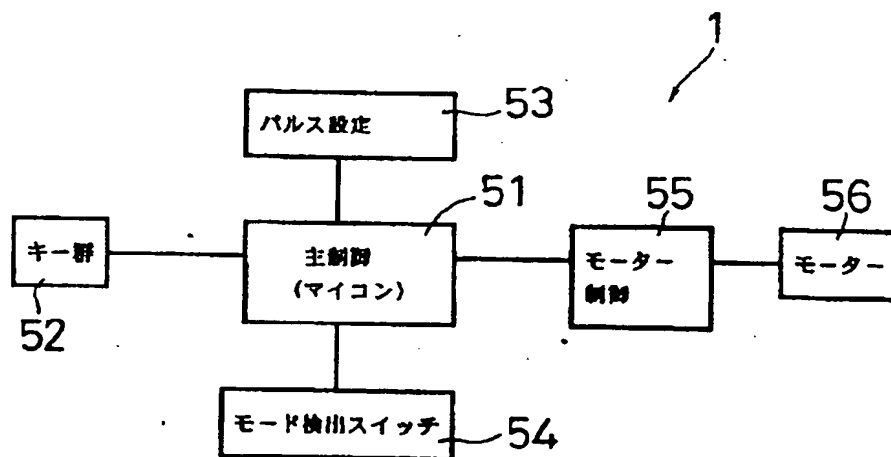 1
パルス設定
53
51
55
56
キー群
主制御
(マイコン)
モーター
制御
モーター
52
モード検出スイッチ
54